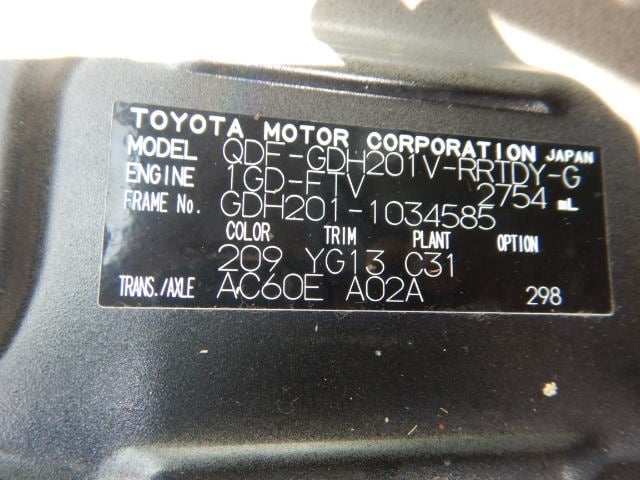 TOYOTA MOTOR CORPORATION JAPAN
MODEL QDF-GDH201V-RRTDY-G
ENGINE 1GD-FTV 2754 mL
FRAME No. GDH201-1034585
COLOR TRIM PLANT OPTION
209 YG13 C31
TRANS./AXLE AC60E A02A 298